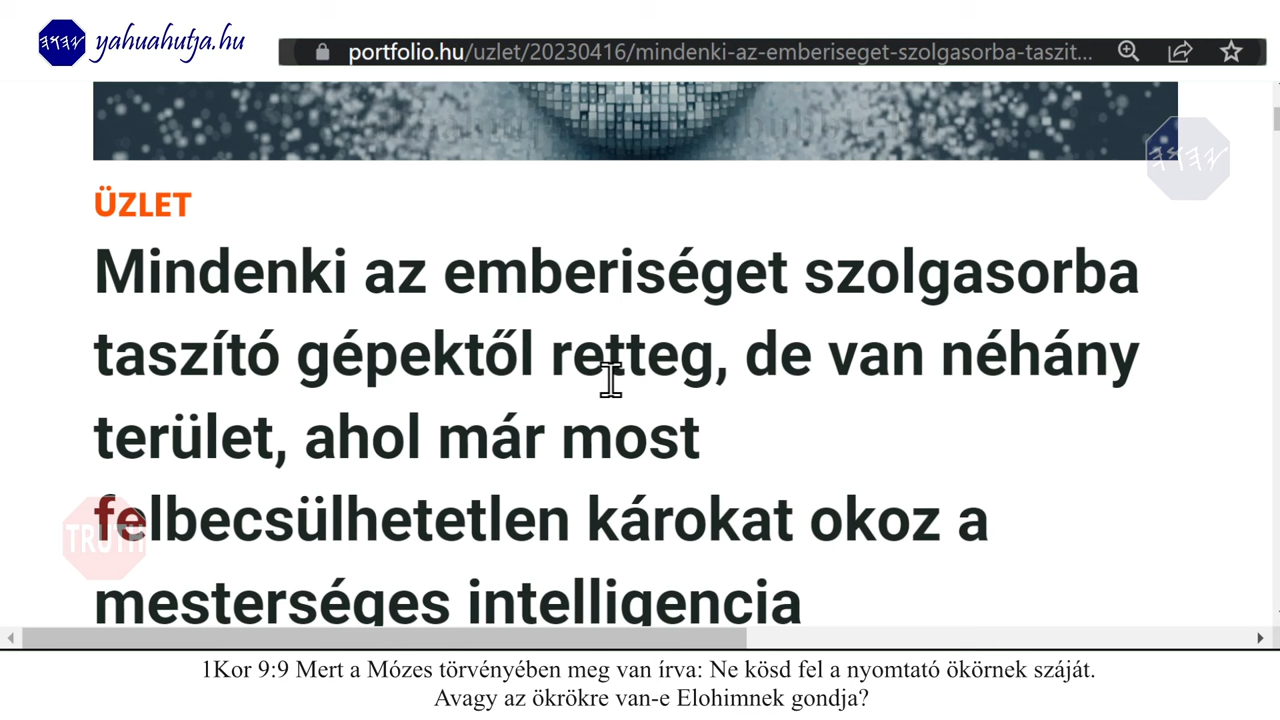 yahuahutja.hu
portfolio.hu/uzlet/20230416/mindenki-az-emberiseget-szolgasorba-taszit...
ÜZLET
Mindenki az emberiséget szolgasorba
taszító gépektől retteg, de van néhány
terület, ahol már most
felbecsülhetetlen károkat okoz a
mesterséges intelligencia
TRUTH
1Kor 9:9 Mert a Mózes törvényében meg van írva: Ne kösd fel a nyomtató ökörnek száját.
Avagy az ökrökre van-e Elohimnek gondja?